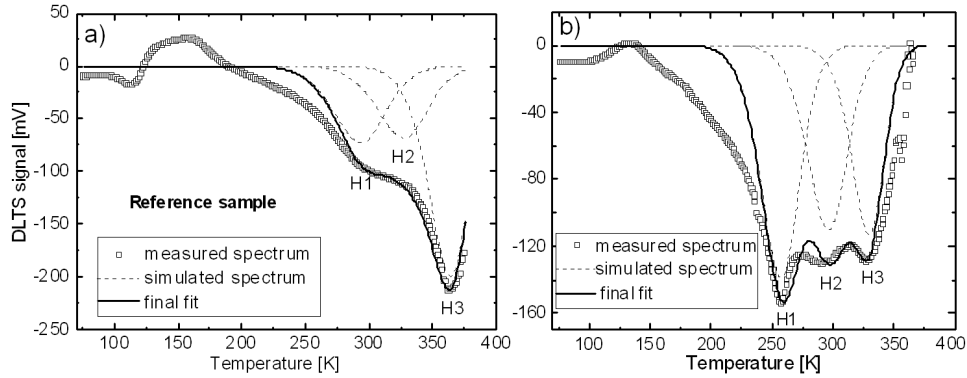 50
0
-50
-100
-150
-200
-250
DLTS signal [mV]
a)
H1
H2
H3
Reference sample
measured spectrum
simulated spectrum
final fit
100
150
200
250
300
350
400
Temperature [K]
b)
0
-40
-80
-120
-160
H1
H2
H3
measured spectrum
simulated spectrum
final fit
100
150
200
250
300
350
400
Temperature [K]